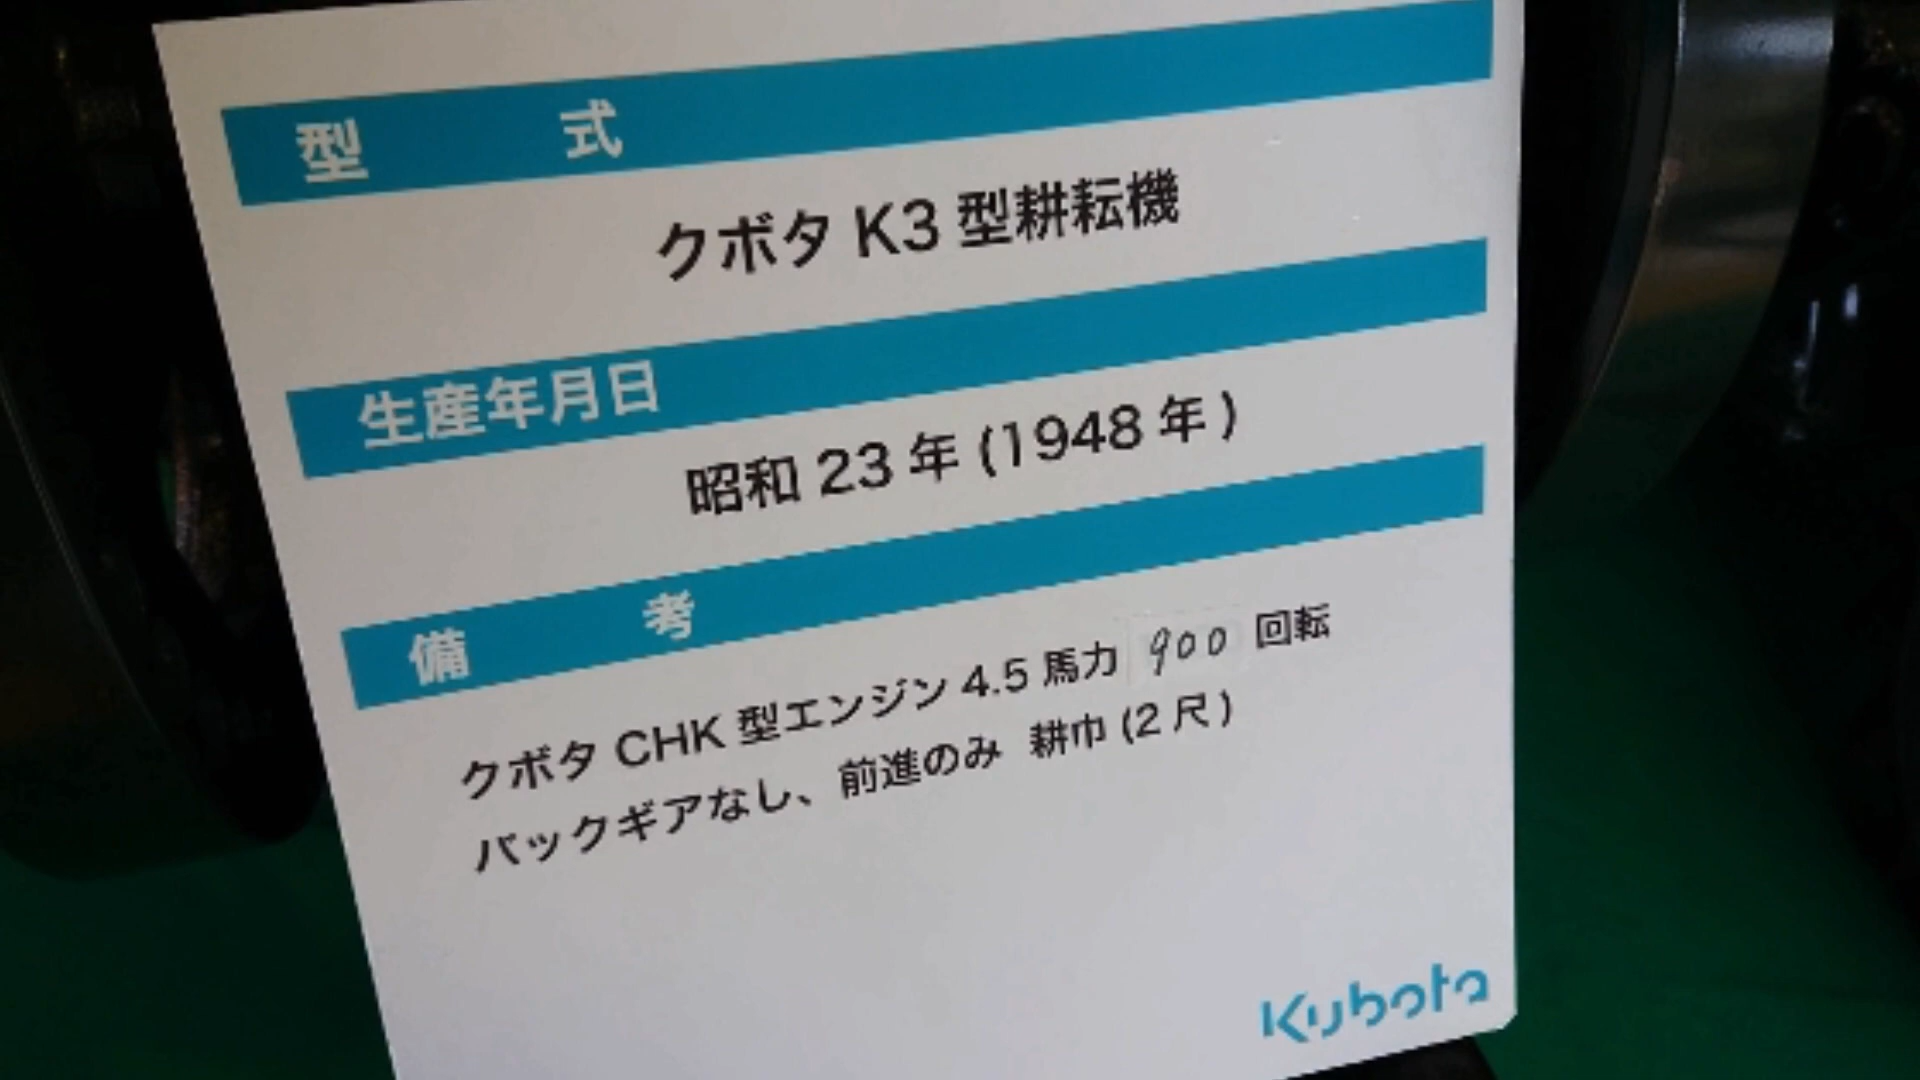 型 式
クボタ K3 型耕耘機
生産年月日
昭和 23 年 (1948 年)
備 考
クボタ CHK 型エンジン 4.5 馬力 900 回転
バックギアなし、前進のみ 耕巾 (2 尺)
Kubota